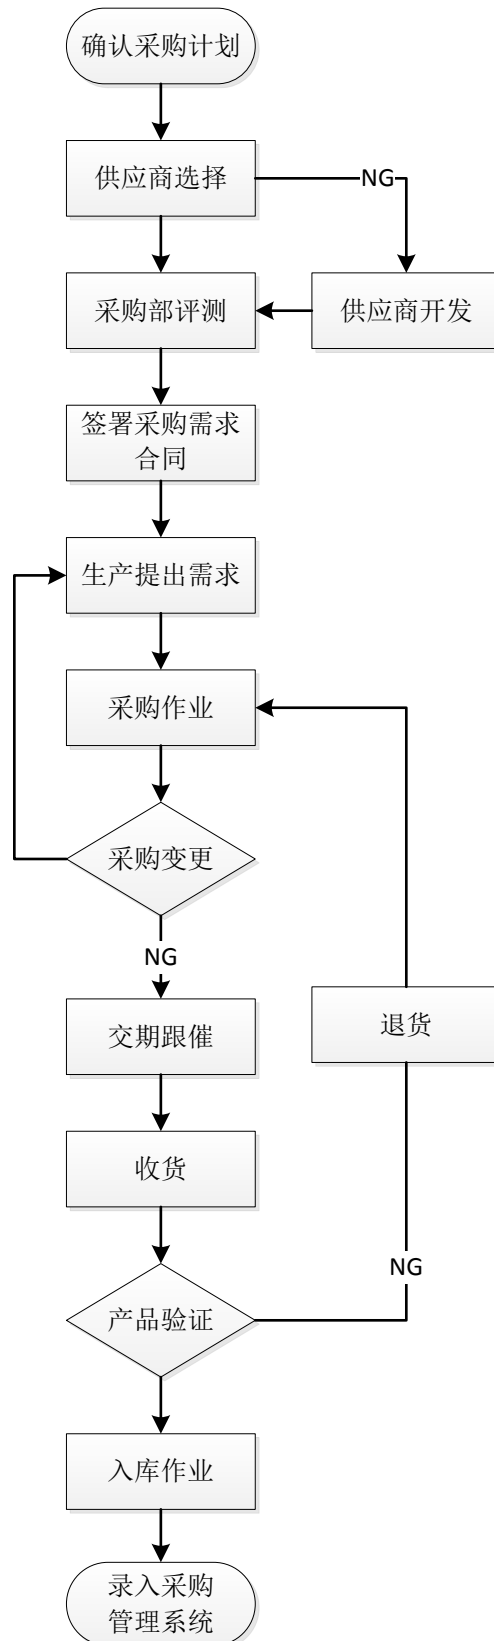 确认采购计划
供应商选择
NG
采购部评测
供应商开发
签署采购需求
合同
生产提出需求
采购作业
采购变更
NG
交期跟催
退货
收货
NG
产品验证
入库作业
录入采购
管理系统